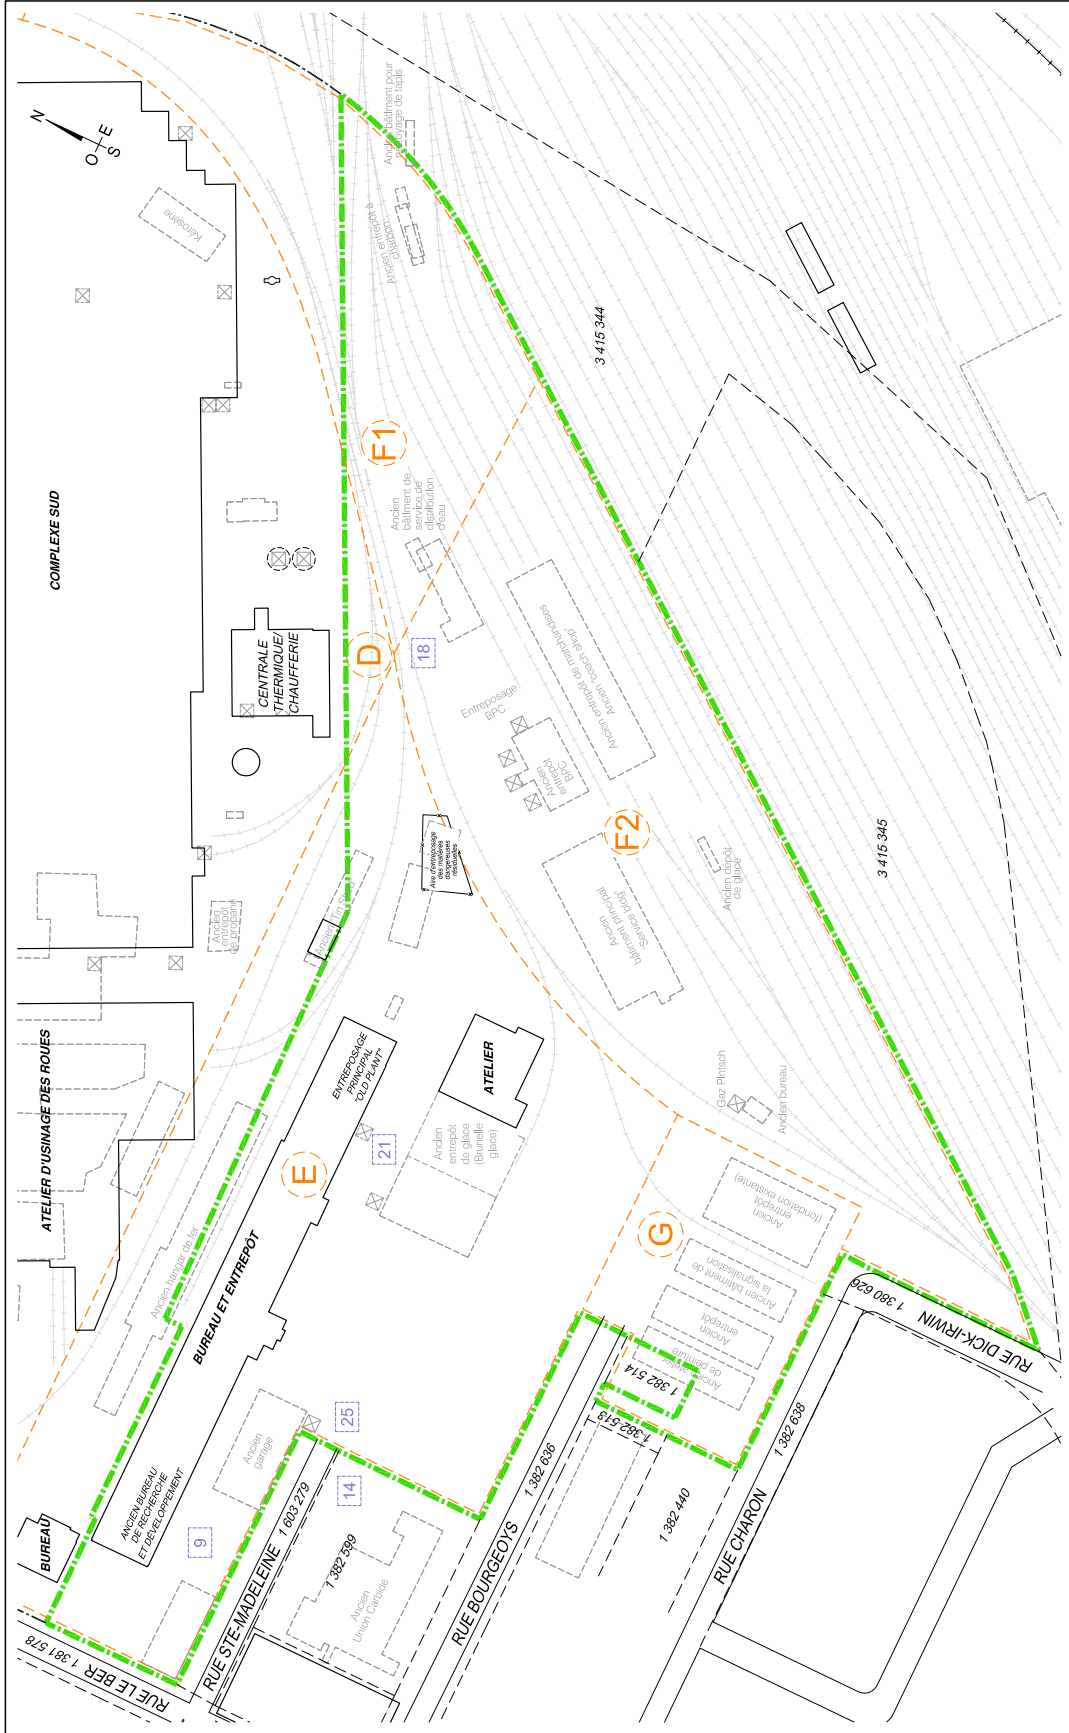 N
O
E
S
Ancien bâtiment pour
nettoyage de tapis
Kérosène
Ancien entrepôt à
charbon
COMPLEXE SUD
3 415 344
F1
Ancien
bâtiment de
service de
distribution
d'eau
CENTRALE
THERMIQUE/
CHAUFFERIE
D
18
Ancien entrepôt de marchandises
Ancien "coach shop"
Entreposage
BPC
Ancien
entrepôt
BPC
F2
Aire d'entreposage
des matières
dangereuses
résiduelles
Ancien
bâtiment principal
"Service bldg"
Ancien dépôt
de glace
3 415 345
Ancien Tin Shop
Ancien
entrepôt
de propane
ATELIER D'USINAGE DES ROUES
ENTREPOSAGE
PRINCIPAL
"OLD PLANT"
ATELIER
Gaz Pintsch
Ancien bureau
21
Ancien
entrepôt
de glace
(Brunelle
glace)
E
Ancien hangar de fer
BUREAU ET ENTREPÔT
G
Ancien
entrepôt
(fondation existante)
Ancien bâtiment de
la signalisation
Ancien
entrepôt
Ancien atelier
de peinture
1 380 626
RUE DICK-IRWIN
1 382 514
1 382 513
25
Ancien
garage
14
1 382 636
1 382 638
1 382 440
RUE CHARON
RUE BOURGEOYS
ANCIEN BUREAU
DE RECHERCHE
ET DÉVELOPPEMENT
BUREAU
9
1 603 279
RUE STE-MADELEINE
1 382 599
Ancien
Union Carbide
1 381 578
RUE LE BER